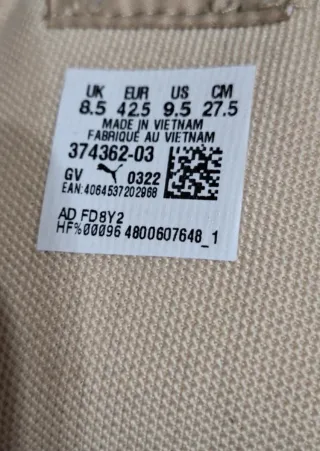 UK EUR US CM
8.5 42.5 9.5 27.5
MADE IN VIETNAM
FABRIQUE AU VIETNAM
374362-03
GV 0322
EAN:4064537202968
AD FD8Y2
HF%00096 4800607648_1